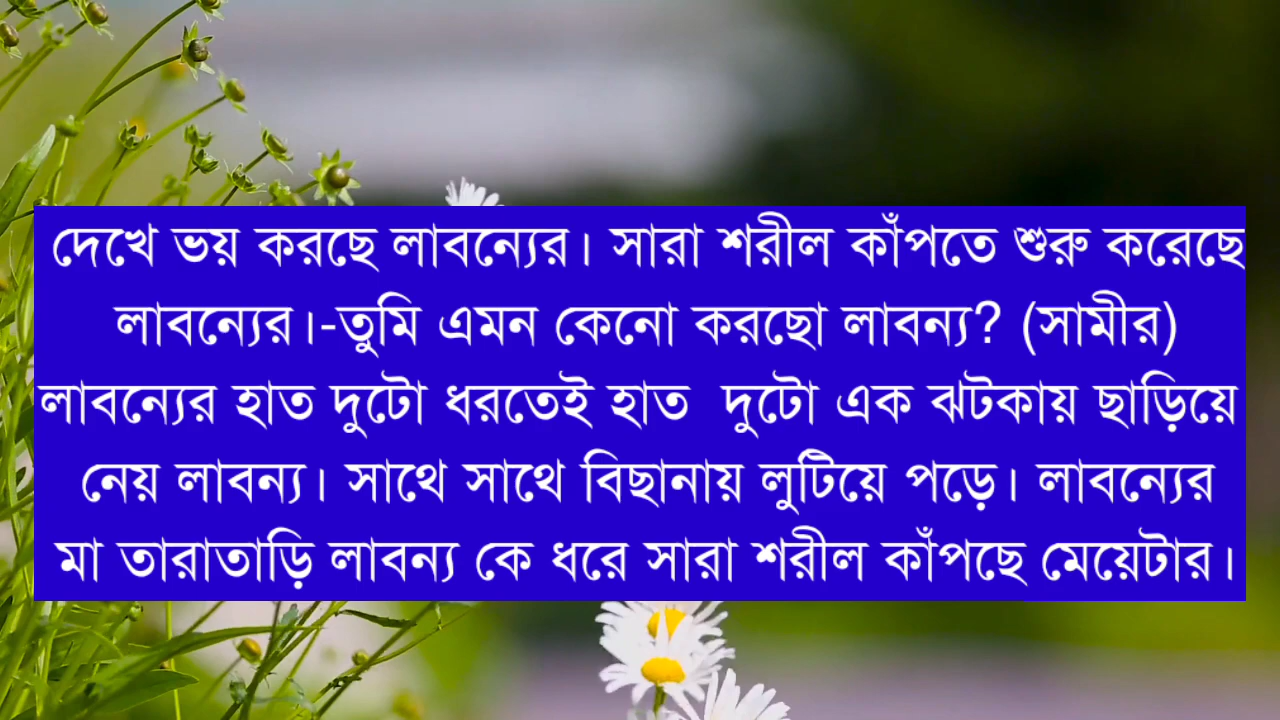 দেখে ভয় করছে লাবন্যের। সারা শরীল কাঁপতে শুরু করেছে
লাবন্যের।-তুমি এমন কেনো করছো লাবন্য? (সামীর)
লাবন্যের হাত দুটো ধরতেই হাত  দুটো এক ঝটকায় ছাড়িয়ে
নেয় লাবন্য। সাথে সাথে বিছানায় লুটিয়ে পড়ে। লাবন্যের
মা তারাতাড়ি লাবন্য কে ধরে সারা শরীল কাঁপছে মেয়েটার।